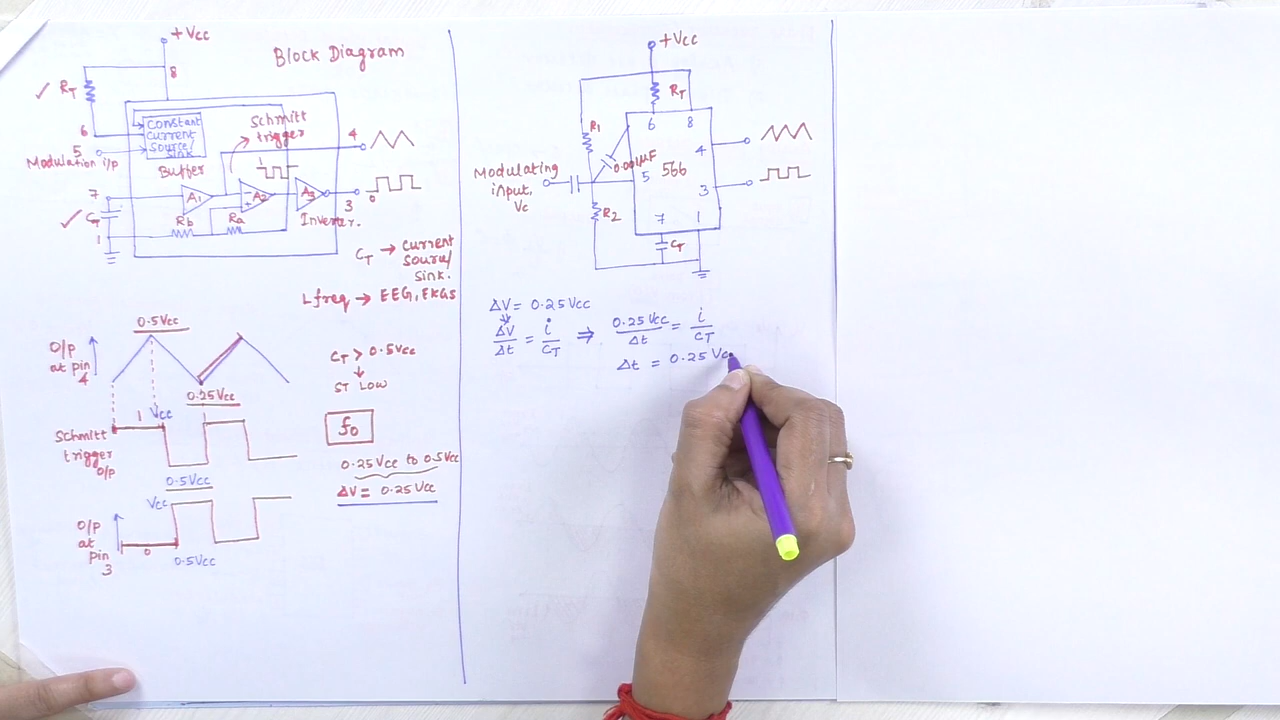 +Vcc
Block Diagram
8
RT
6
5
Modulation i/p
Constant
current
source/
sink
Schmitt
trigger
4
Buffer
1
7
A1
A2
A3
3
0
CT
Rb
Ra
Inverter.
1
CT → current
source/
sink.
Lfreq → EEG, EKGs
0.5Vcc
O/p
at pin
4
0.25Vcc
CT > 0.5Vcc
↓
ST LOW
1
Vcc
Schmitt
trigger
O/p
0.5Vcc
fo
0.25Vcc to 0.5Vcc
ΔV = 0.25Vcc
Vcc
O/p
at
pin
3
0
0.5Vcc
+Vcc
RT
R1
6
8
0.001μF
4
Modulating
input,
Vc
5
566
3
R2
7
1
CT
ΔV = 0.25Vcc
ΔV/Δt = i/CT ⇒ 0.25Vcc/Δt = i/CT
Δt = 0.25Vc